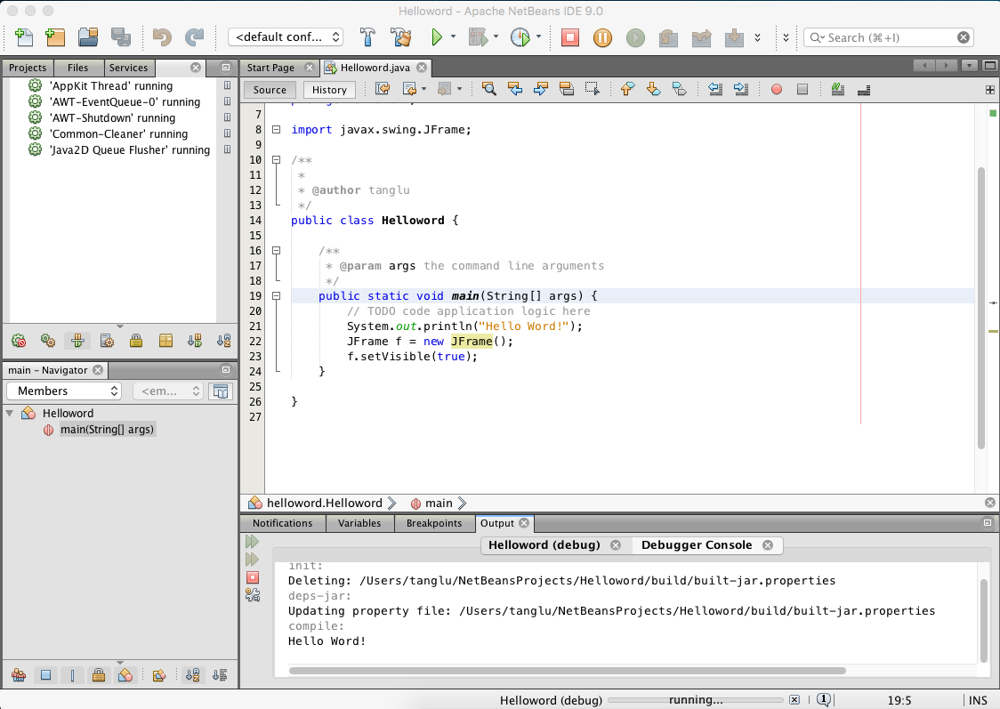 Helloword - Apache NetBeans IDE 9.0
<default conf...
Search (⌘+I)
Projects Files Services
'AppKit Thread' running
'AWT-EventQueue-0' running
'AWT-Shutdown' running
'Common-Cleaner' running
'Java2D Queue Flusher' running
main - Navigator
Members <em...
Helloword
main(String[] args)
Start Page Helloword.java
Source History
7
8 import javax.swing.JFrame;
9
10 /**
11 *
12 * @author tanglu
13 */
14 public class Helloword {
15
16 /**
17 * @param args the command line arguments
18 */
19 public static void main(String[] args) {
20 // TODO code application logic here
21 System.out.println("Hello Word!");
22 JFrame f = new JFrame();
23 f.setVisible(true);
24 }
25
26 }
27
helloword.Helloword main
Notifications Variables Breakpoints Output
Helloword (debug) Debugger Console
init:
Deleting: /Users/tanglu/NetBeansProjects/Helloword/build/built-jar.properties
deps-jar:
Updating property file: /Users/tanglu/NetBeansProjects/Helloword/build/built-jar.properties
compile:
Hello Word!
Helloword (debug) running... 1 19:5 INS